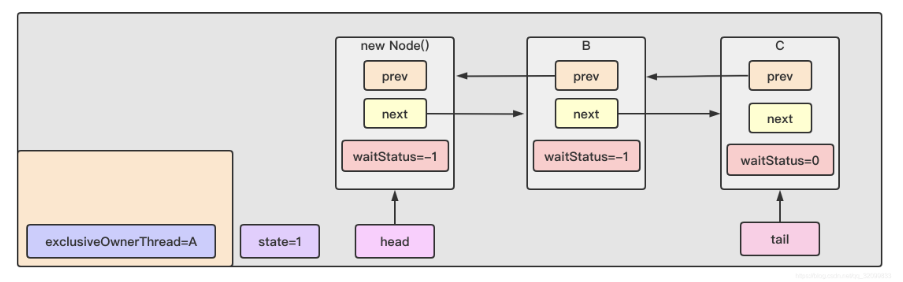 new Node()
B
C
prev
prev
prev
next
next
next
waitStatus=−1
waitStatus=−1
waitStatus=0
exclusiveOwnerThread=A
state=1
head
tail